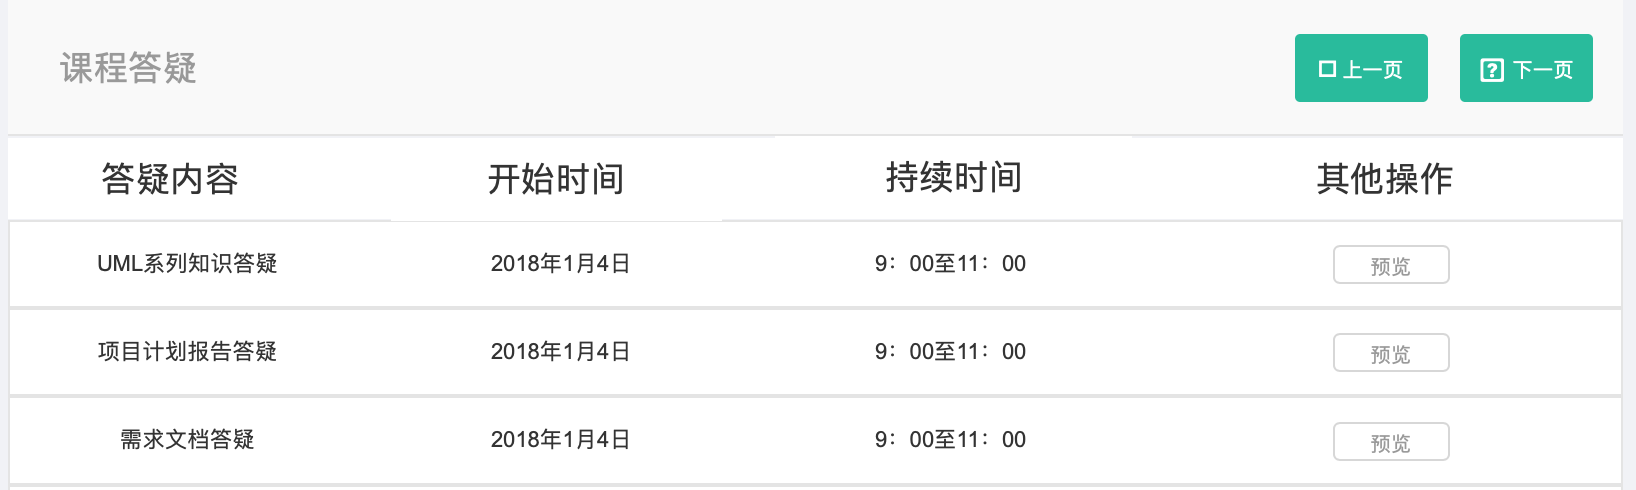 课程答疑 上一页 下一页
答疑内容 开始时间 持续时间 其他操作
UML系列知识答疑 2018年1月4日 9：00至11：00 预览
项目计划报告答疑 2018年1月4日 9：00至11：00 预览
需求文档答疑 2018年1月4日 9：00至11：00 预览